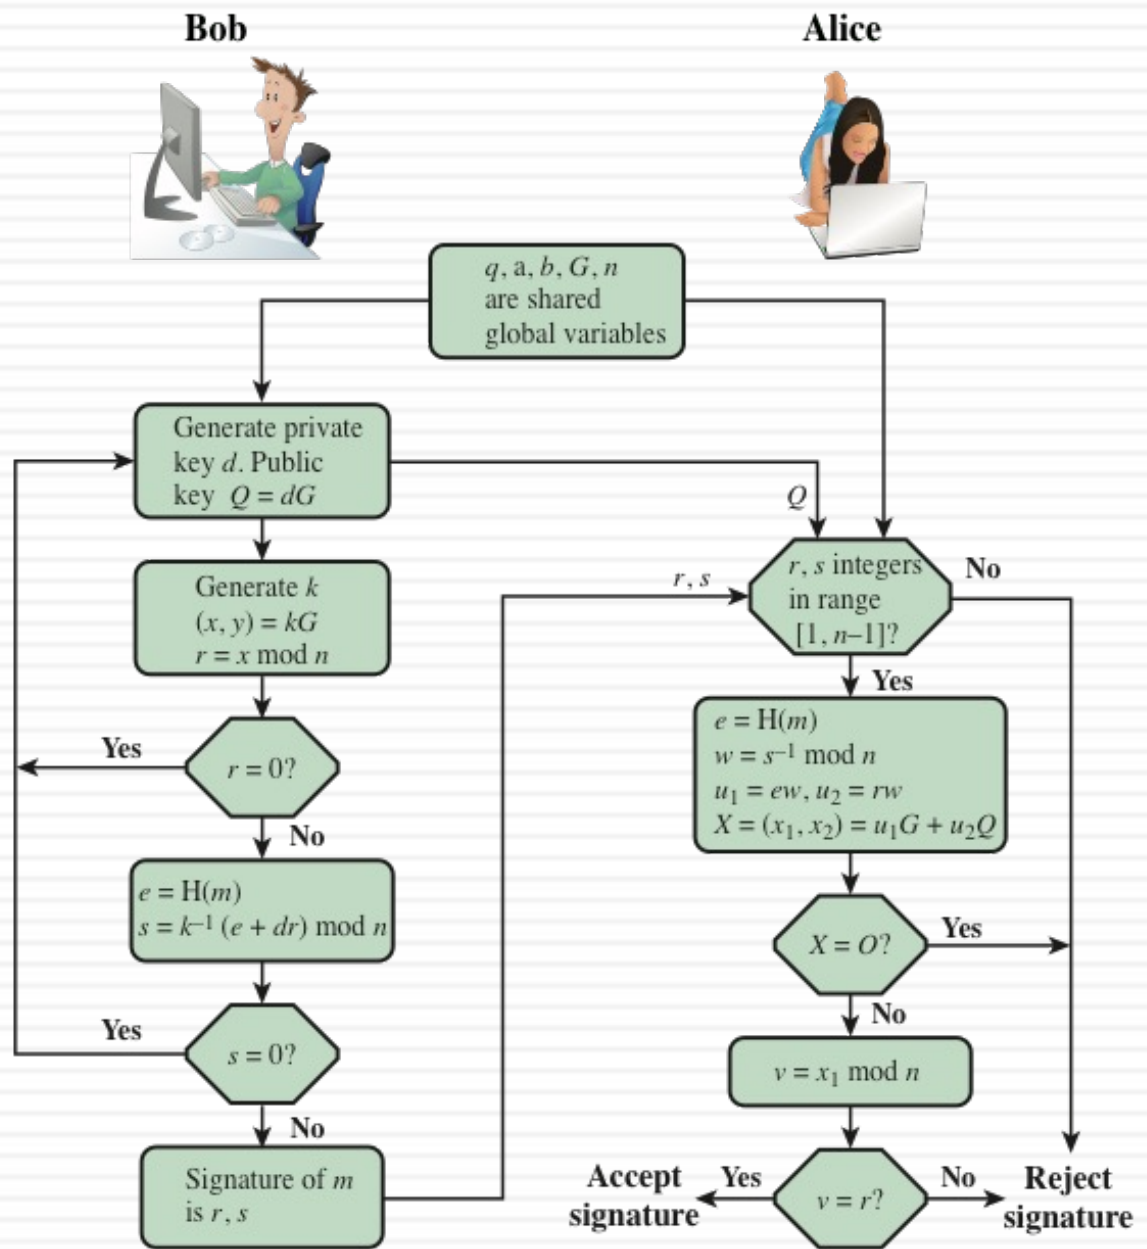 Bob
Alice
q, a, b, G, n
are shared
global variables
Generate private
key d. Public
key Q = dG
Q
Generate k
(x, y) = kG
r = x mod n
r, s
r, s integers
in range
[1, n–1]?
No
Yes
Yes
r = 0?
No
e = H(m)
w = s⁻¹ mod n
u₁ = ew, u₂ = rw
X = (x₁, x₂) = u₁G + u₂Q
e = H(m)
s = k⁻¹ (e + dr) mod n
X = O?
Yes
No
Yes
s = 0?
No
v = x₁ mod n
Signature of m
is r, s
Accept
signature
Yes
v = r?
No
Reject
signature